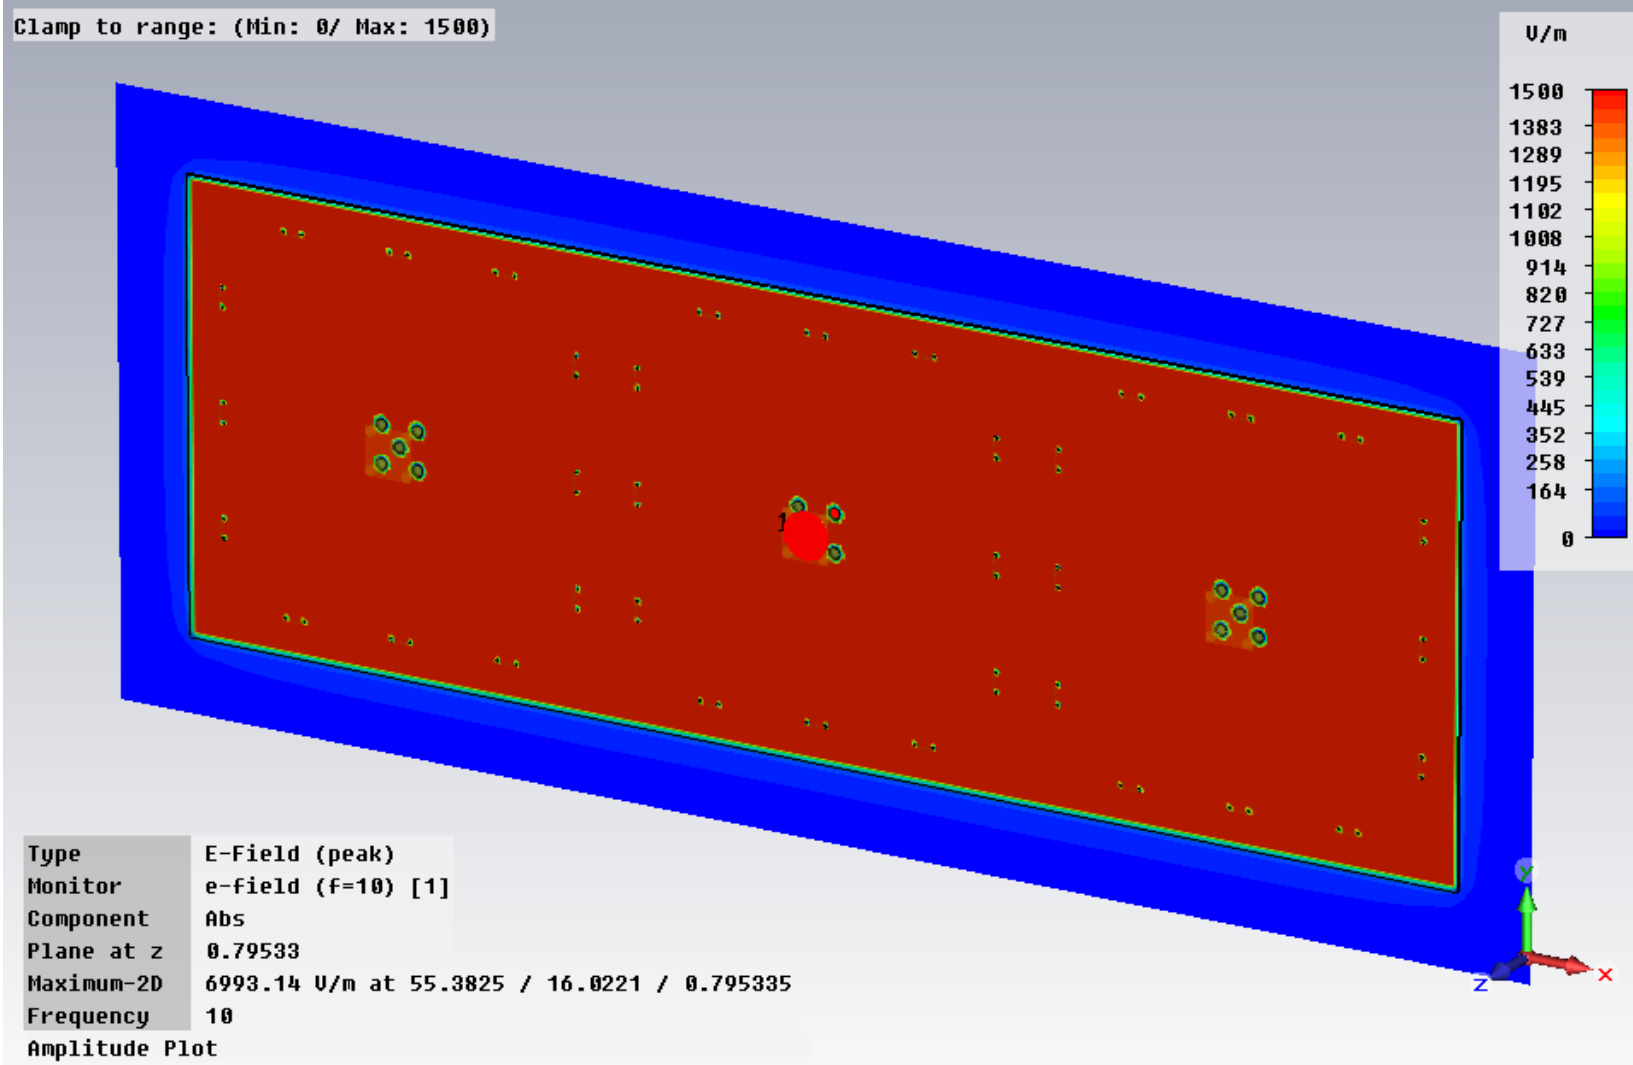 Clamp to range: (Min: 0/ Max: 1500)
V/m
1500
1383
1289
1195
1102
1008
914
820
727
633
539
445
352
258
164
0
1
Type E-Field (peak)
Monitor e-field (f=10) [1]
Component Abs
Plane at z 0.79533
Maximum-2D 6993.14 V/m at 55.3825 / 16.0221 / 0.795335
Frequency 10
Amplitude Plot
y
x
z